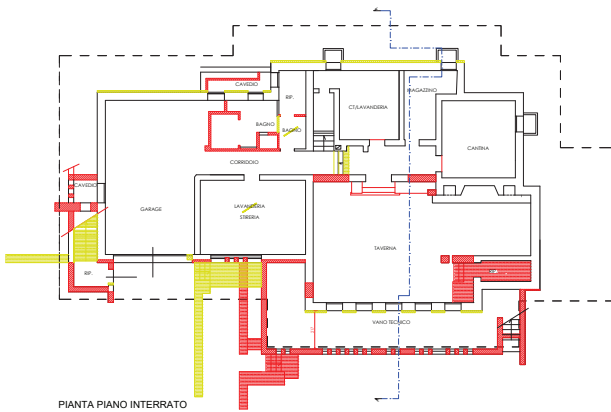 CAVEDIO
RIP.
MAGAZZINO
CT/LAVANDERIA
BAGNO
BAGNO
CANTINA
CORRIDOIO
CAVEDIO
GARAGE
LAVANDERIA
STIRERIA
TAVERNA
RIP.
RIP.
VANO TECNICO
PIANTA PIANO INTERRATO